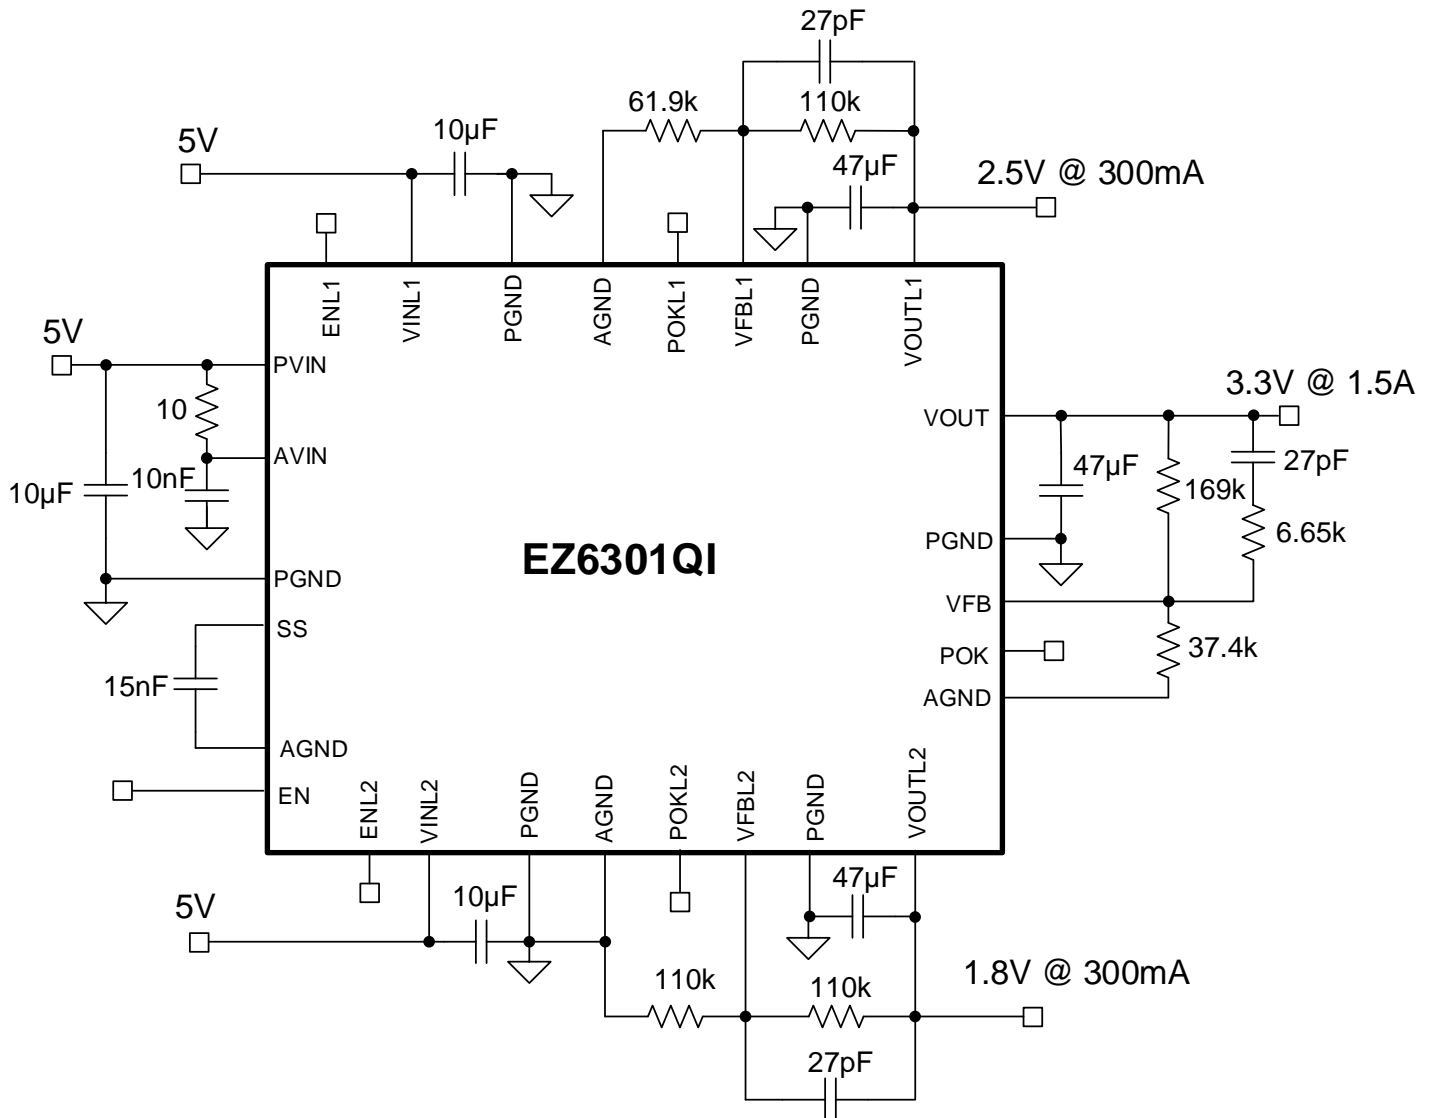 27pF
61.9k
110k
5V
10µF
47µF
2.5V @ 300mA
ENL1
VINL1
PGND
AGND
POKL1
VFBL1
PGND
VOUTL1
5V
PVIN
10
AVIN
10µF
10nF
PGND
SS
15nF
AGND
EN
EZ6301QI
3.3V @ 1.5A
VOUT
47µF
169k
27pF
6.65k
PGND
VFB
POK
37.4k
AGND
ENL2
VINL2
PGND
AGND
POKL2
VFBL2
PGND
VOUTL2
5V
10µF
47µF
110k
110k
1.8V @ 300mA
27pF